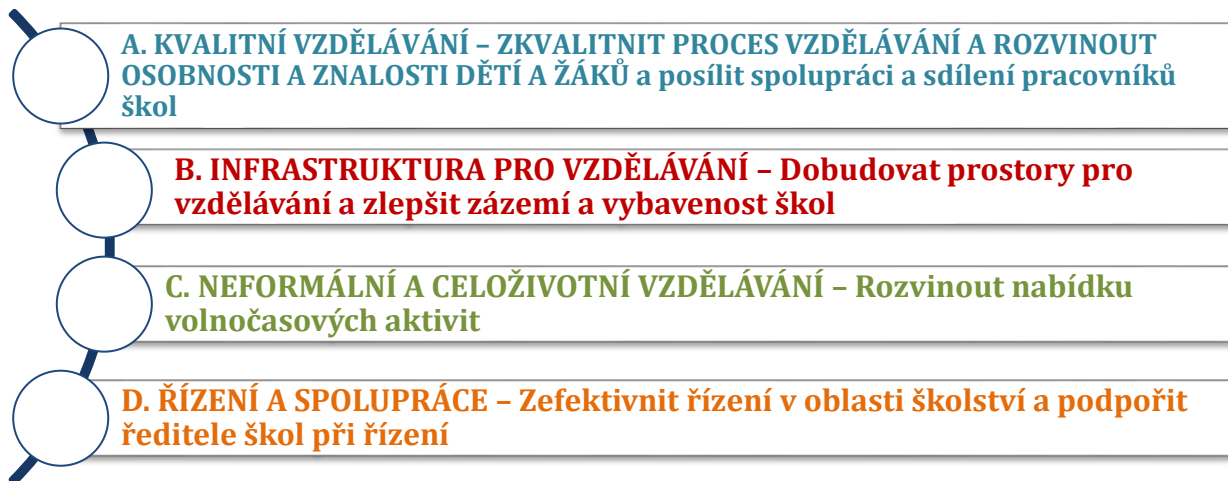 A. KVALITNÍ VZDĚLÁVÁNÍ – ZKVALITNIT PROCES VZDĚLÁVÁNÍ A ROZVINOUT
OSOBNOSTI A ZNALOSTI DĚTÍ A ŽÁKŮ a posílit spolupráci a sdílení pracovníků
škol
B. INFRASTRUKTURA PRO VZDĚLÁVÁNÍ – Dobudovat prostory pro
vzdělávání a zlepšit zázemí a vybavenost škol
C. NEFORMÁLNÍ A CELOŽIVOTNÍ VZDĚLÁVÁNÍ – Rozvinout nabídku
volnočasových aktivit
D. ŘÍZENÍ A SPOLUPRÁCE – Zefektivnit řízení v oblasti školství a podpořit
ředitele škol při řízení